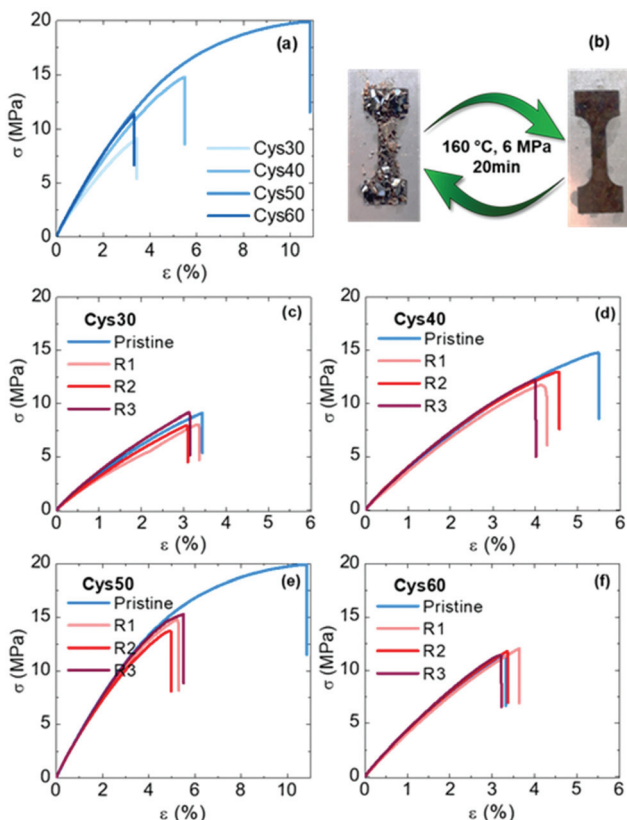 (a)
σ (MPa)
20
15
10
5
0
0 2 4 6 8 10
ε (%)
Cys30
Cys40
Cys50
Cys60
(b)
160 °C, 6 MPa
20min
(c)
Cys30
Pristine
R1
R2
R3
σ (MPa)
20
15
10
5
0
0 1 2 3 4 5 6
ε (%)
(d)
Cys40
Pristine
R1
R2
R3
σ (MPa)
20
15
10
5
0
0 1 2 3 4 5 6
ε (%)
(e)
Cys50
Pristine
R1
R2
R3
σ (MPa)
20
15
10
5
0
0 2 4 6 8 10
ε (%)
(f)
Cys60
Pristine
R1
R2
R3
σ (MPa)
20
15
10
5
0
0 1 2 3 4 5 6
ε (%)